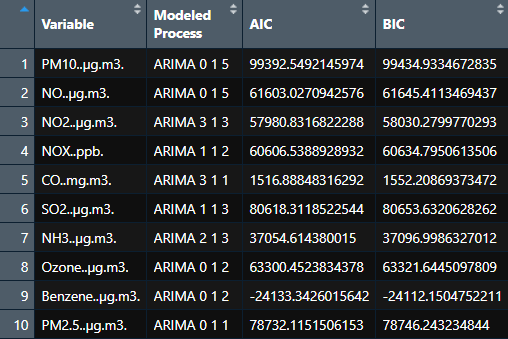 Variable Modeled Process AIC BIC
1 PM10..µg.m3. ARIMA 0 1 5 99392.5492145974 99434.9334672835
2 NO..µg.m3. ARIMA 0 1 5 61603.0270942576 61645.4113469437
3 NO2..µg.m3. ARIMA 3 1 3 57980.8316822288 58030.2799770293
4 NOX..ppb. ARIMA 1 1 2 60606.5388928932 60634.7950613506
5 CO..mg.m3. ARIMA 3 1 1 1516.88848316292 1552.20869373472
6 SO2..µg.m3. ARIMA 1 1 3 80618.3118522544 80653.6320628262
7 NH3..µg.m3. ARIMA 2 1 3 37054.614380015 37096.9986327012
8 Ozone..µg.m3. ARIMA 0 1 2 63300.4523834378 63321.6445097809
9 Benzene..µg.m3. ARIMA 0 1 2 -24133.3426015642 -24112.1504752211
10 PM2.5..µg.m3. ARIMA 0 1 1 78732.1151506153 78746.243234844